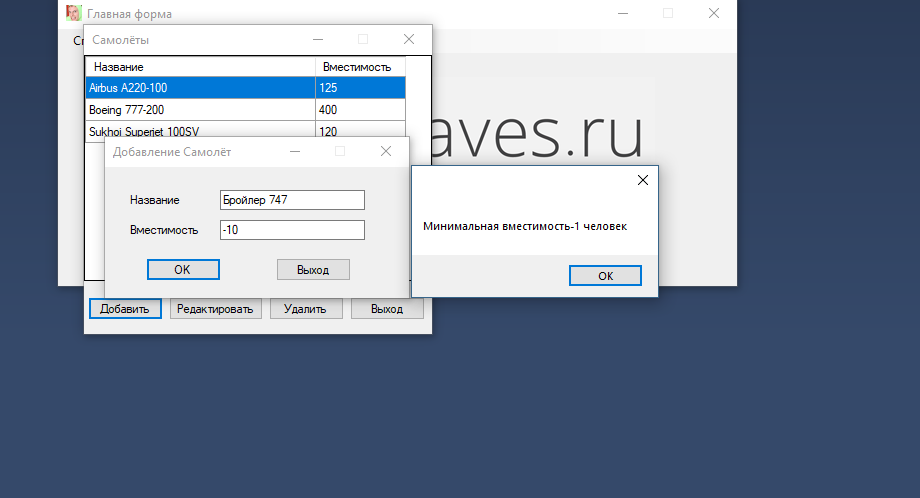 Главная форма
Самолёты
Название Вместимость
Airbus A220-100 125
Boeing 777-200 400
Sukhoi Superjet 100SV 120
aves.ru
Добавление Самолёт
Название Бройлер 747
Вместимость -10
OK Выход
Минимальная вместимость-1 человек
OK
Добавить Редактировать Удалить Выход